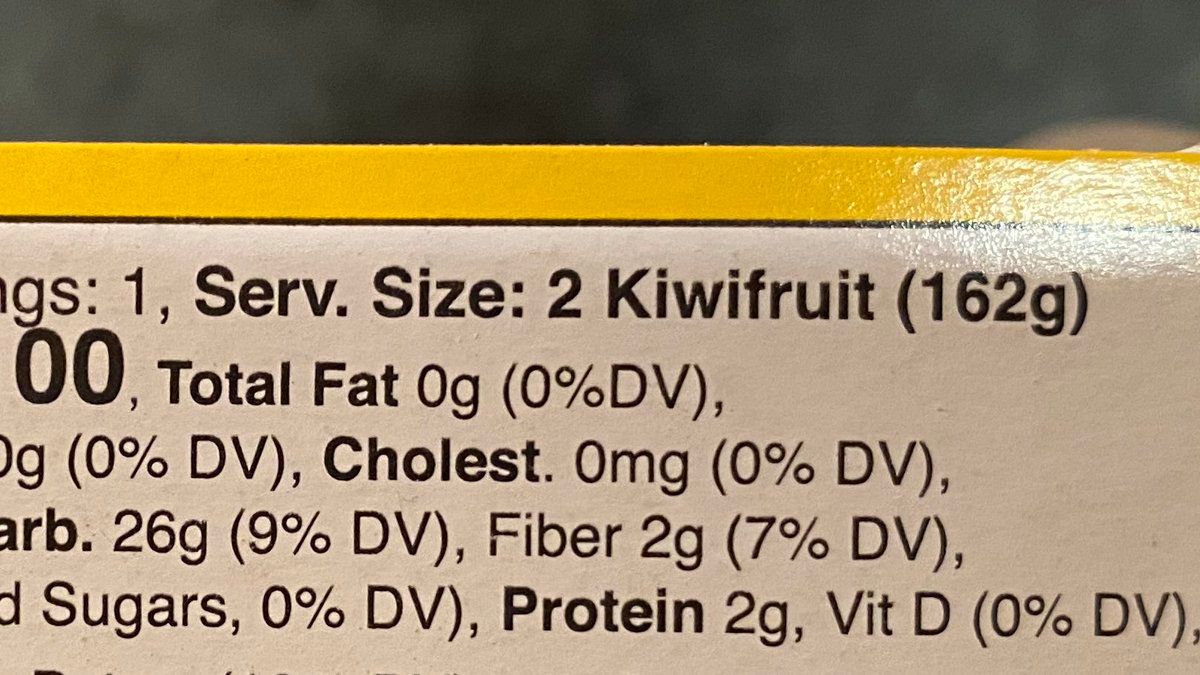 ngs: 1, Serv. Size: 2 Kiwifruit (162g)
00, Total Fat 0g (0%DV),
0g (0% DV), Cholest. 0mg (0% DV),
arb. 26g (9% DV), Fiber 2g (7% DV),
d Sugars, 0% DV), Protein 2g, Vit D (0% DV),